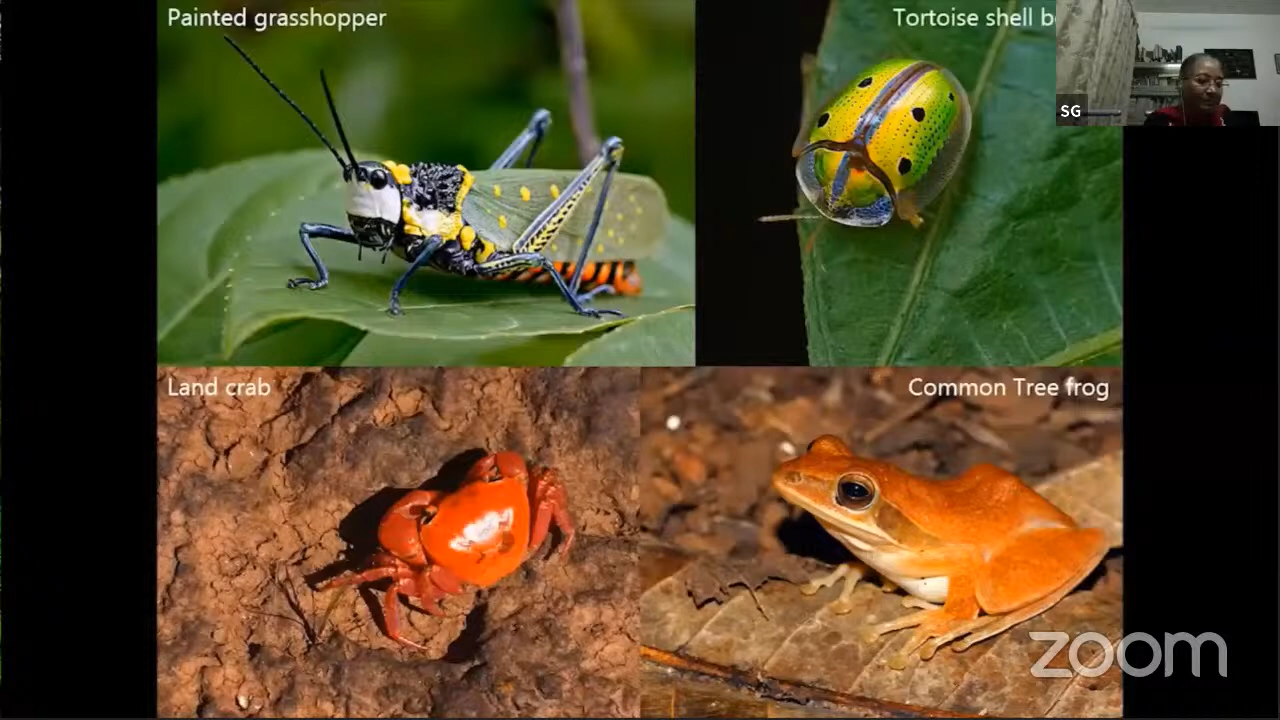 Painted grasshopper
Tortoise shell b
SG
Land crab
Common Tree frog
zoom